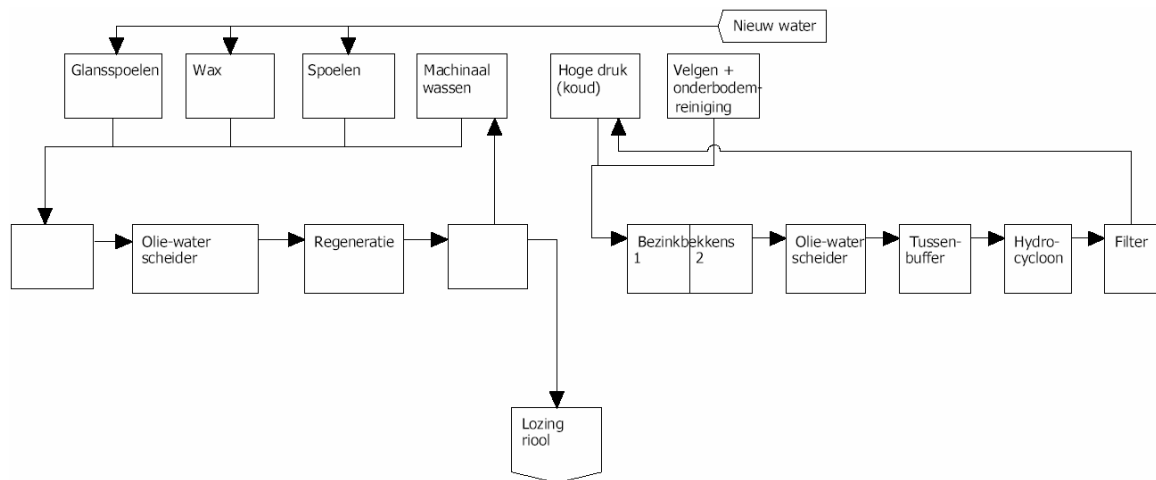 Nieuw water
Glansspoelen
Wax
Spoelen
Machinaal
wassen
Hoge druk
(koud)
Velgen +
onderbodem-
reiniging
Olie-water
scheider
Regeneratie
Bezinkbekkens
1 2
Olie-water
scheider
Tussen-
buffer
Hydro-
cycloon
Filter
Lozing
riool